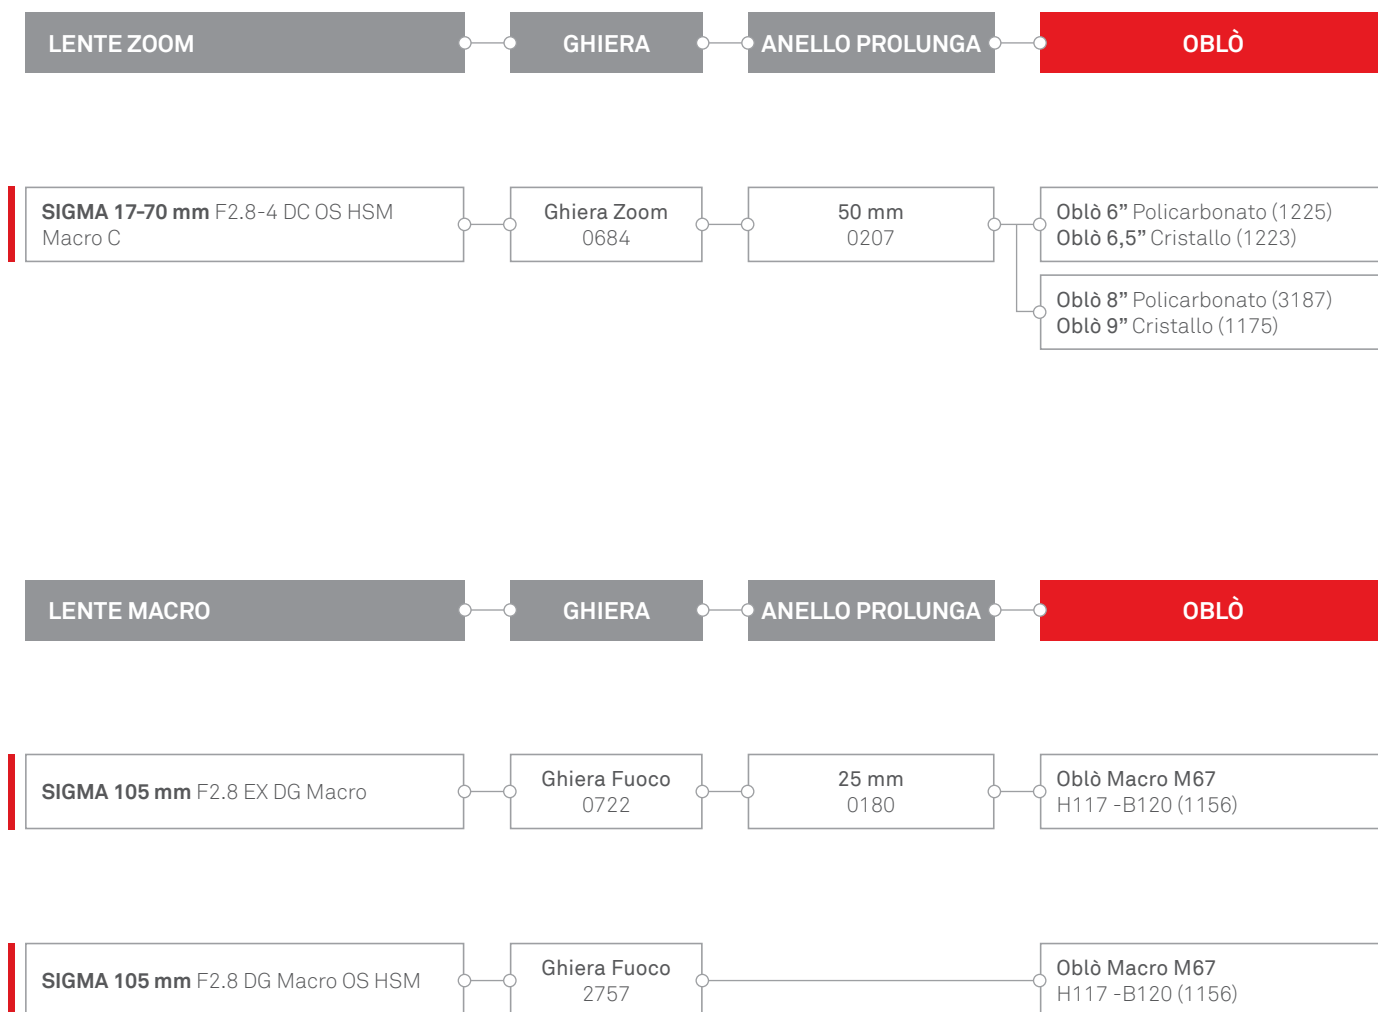 LENTE ZOOM
GHIERA
ANELLO PROLUNGA
OBLÒ
SIGMA 17-70 mm F2.8-4 DC OS HSM
Macro C
Ghiera Zoom
0684
50 mm
0207
Oblò 6” Policarbonato (1225)
Oblò 6,5” Cristallo (1223)
Oblò 8” Policarbonato (3187)
Oblò 9” Cristallo (1175)
LENTE MACRO
GHIERA
ANELLO PROLUNGA
OBLÒ
SIGMA 105 mm F2.8 EX DG Macro
Ghiera Fuoco
0722
25 mm
0180
Oblò Macro M67
H117 -B120 (1156)
SIGMA 105 mm F2.8 DG Macro OS HSM
Ghiera Fuoco
2757
Oblò Macro M67
H117 -B120 (1156)